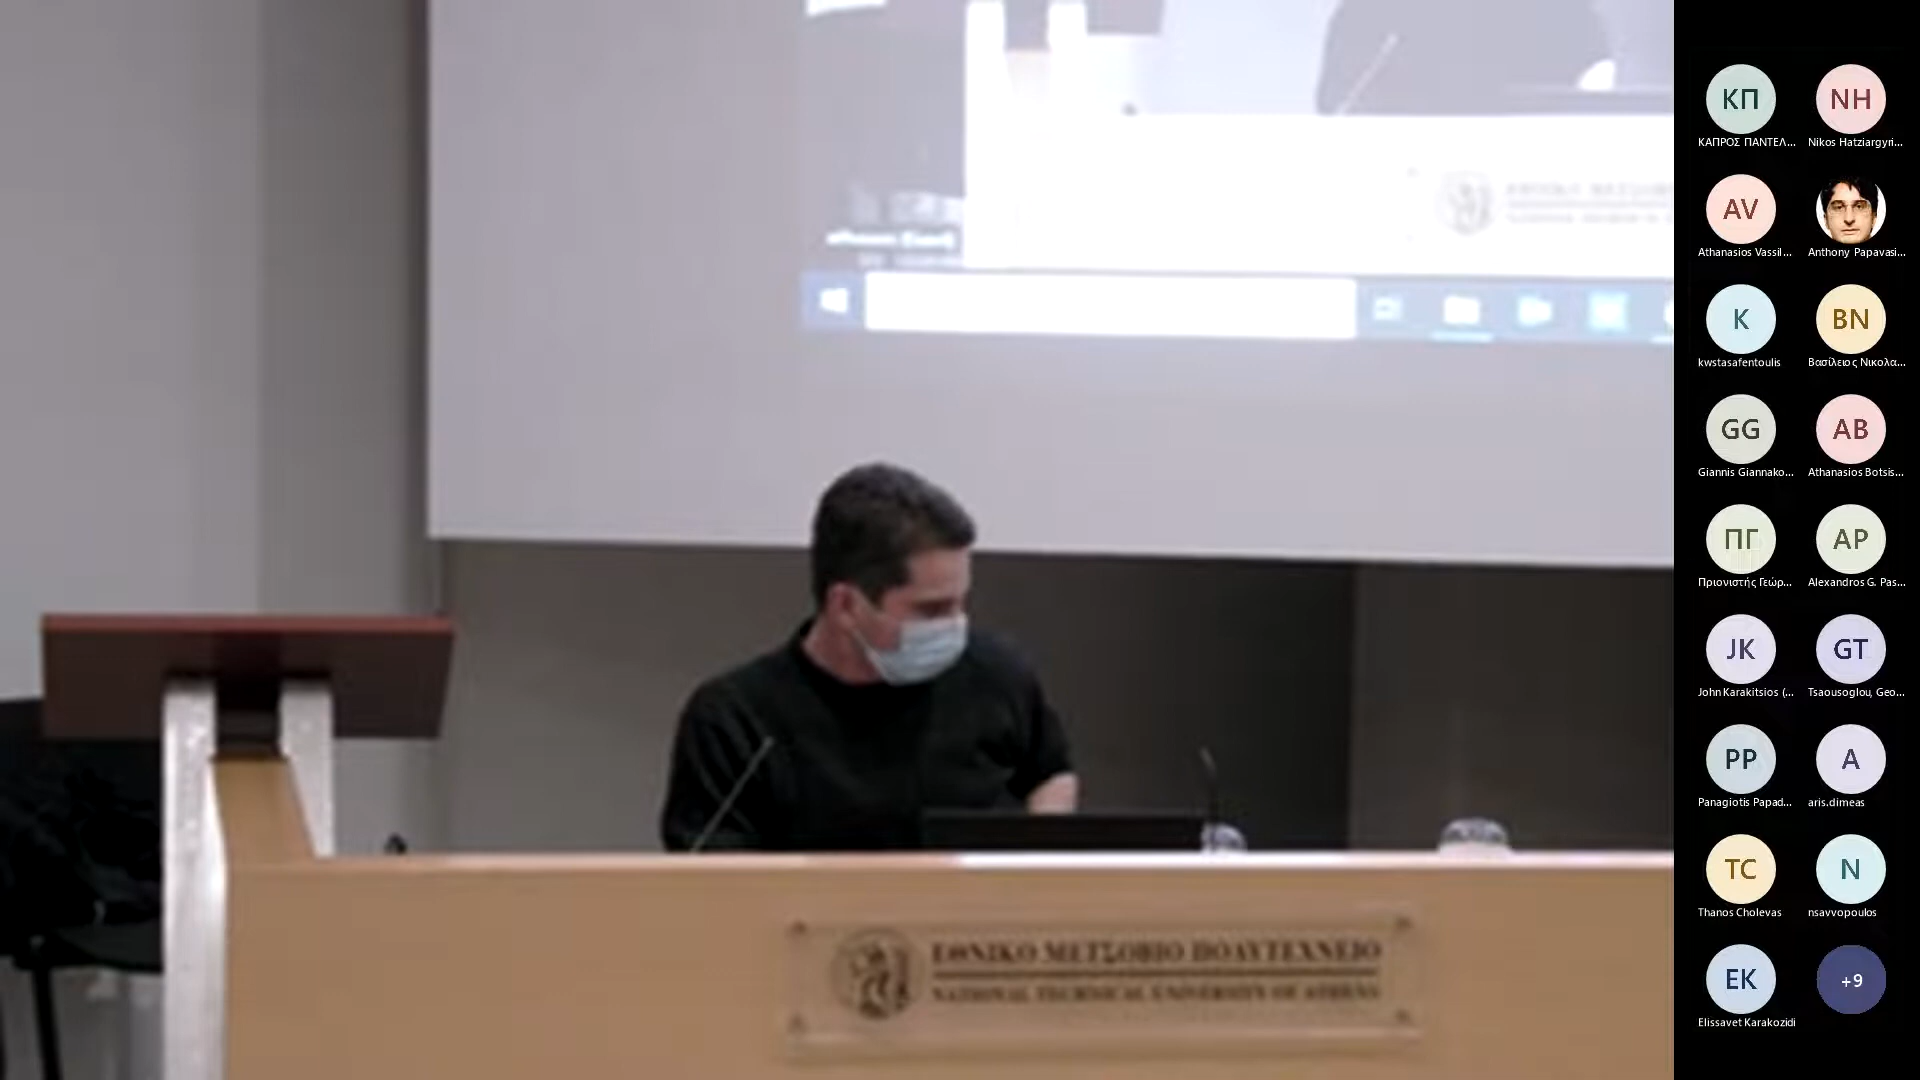 ΚΠ
ΚΑΠΡΟΣ ΠΑΝΤΕΛ...
NH
Nikos Hatziargyri...
AV
Athanasios Vassil...
Anthony Papavasi...
K
kwstasafentoulis
ΒΝ
Βασίλειος Νικολα...
GG
Giannis Giannako...
AB
Athanasios Botsis...
ΠΓ
Πριονιστής Γεώρ...
AP
Alexandros G. Pas...
JK
John Karakitsios (...
GT
Tsaousoglou, Geo...
PP
Panagiotis Papad...
A
aris.dimeas
TC
Thanos Cholevas
N
nsavvopoulos
EK
Elissavet Karakozidi
+9
ΕΘΝΙΚΟ ΜΕΤΣΟΒΙΟ ΠΟΛΥΤΕΧΝΕΙΟ
NATIONAL TECHNICAL UNIVERSITY OF ATHENS